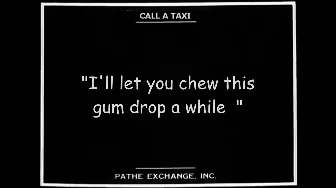 CALL A TAXI
"I'll let you chew this
gum drop a while  "
PATHE EXCHANGE, INC.